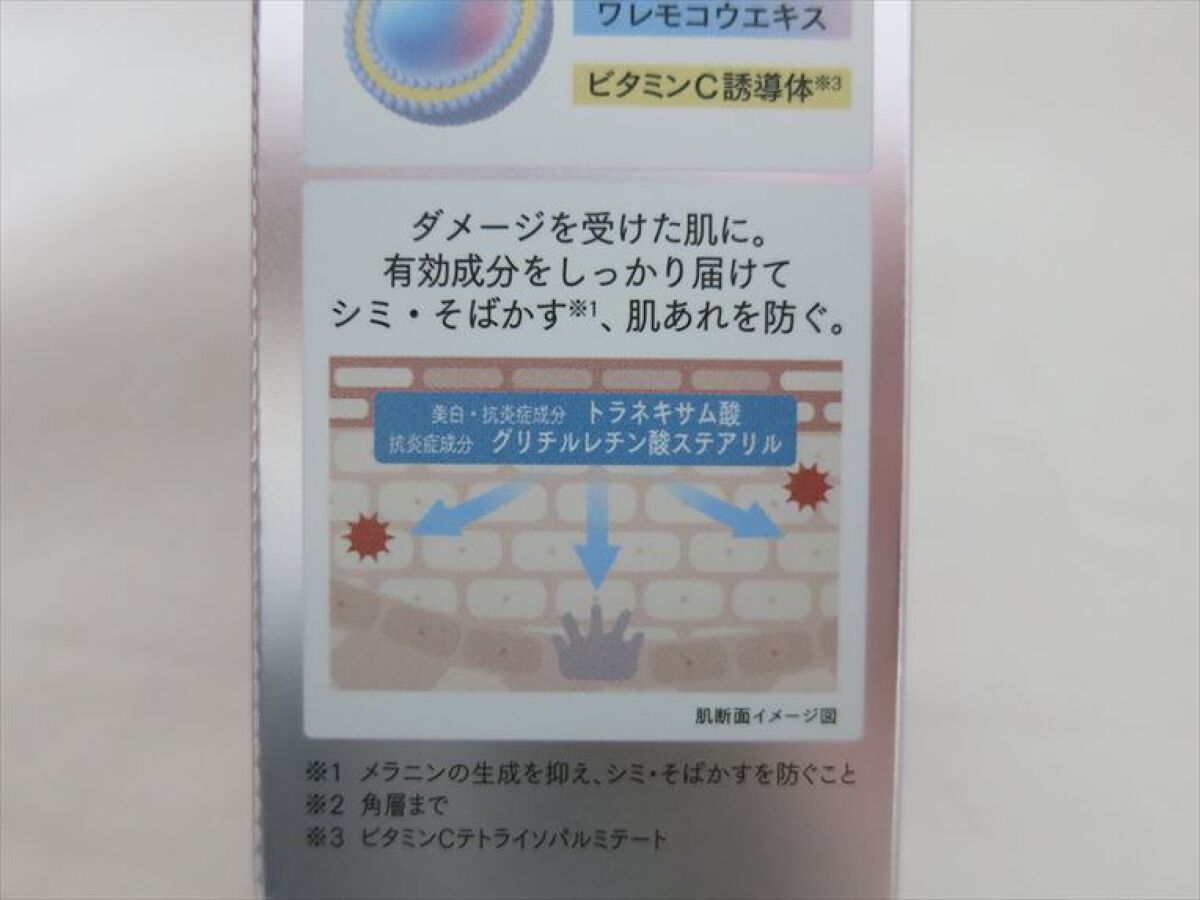 ワレモコウエキス
ビタミンC誘導体※3
ダメージを受けた肌に。
有効成分をしっかり届けて
シミ・そばかす※1、肌あれを防ぐ。
美白・抗炎症成分 トラネキサム酸
抗炎症成分 グリチルレチン酸ステアリル
肌断面イメージ図
※1 メラニンの生成を抑え、シミ・そばかすを防ぐこと
※2 角層まで
※3 ビタミンCテトライソパルミテート